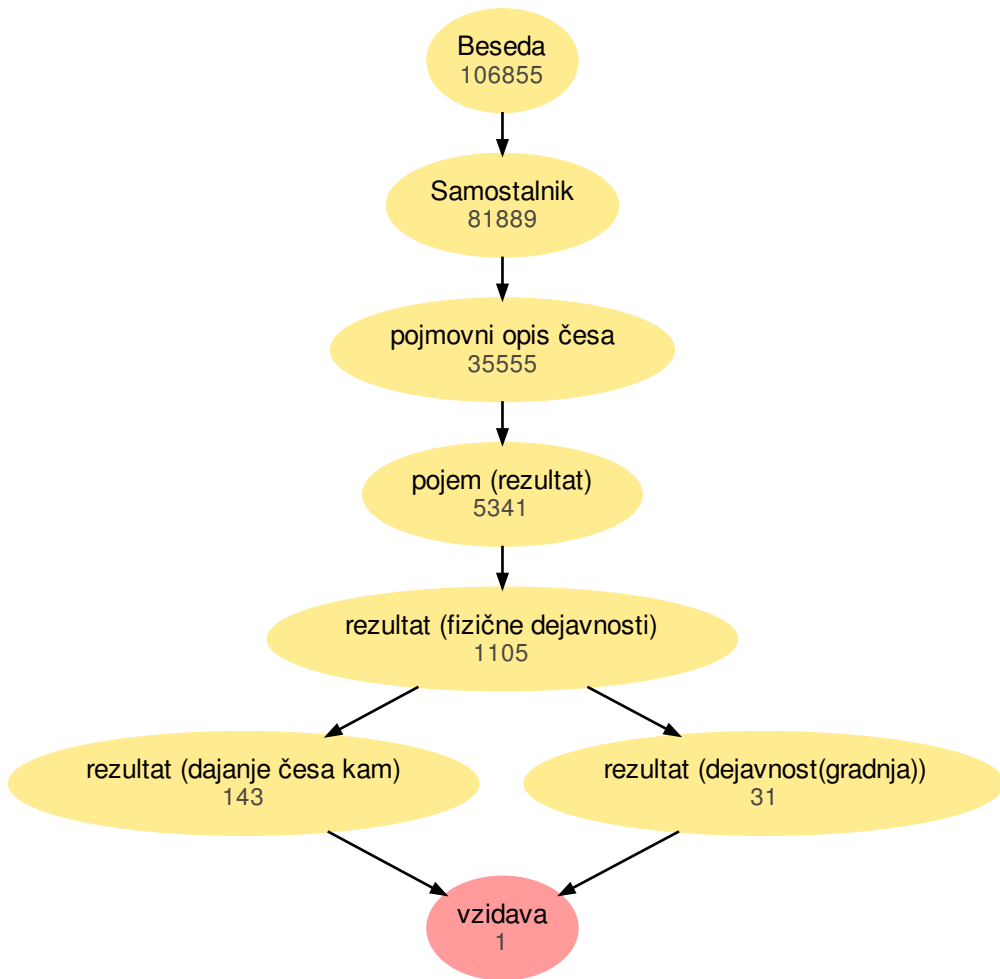 Beseda
106855
Samostalnik
81889
pojmovni opis česa
35555
pojem (rezultat)
5341
rezultat (fizične dejavnosti)
1105
rezultat (dajanje česa kam)
143
rezultat (dejavnost(gradnja))
31
vzidava
1